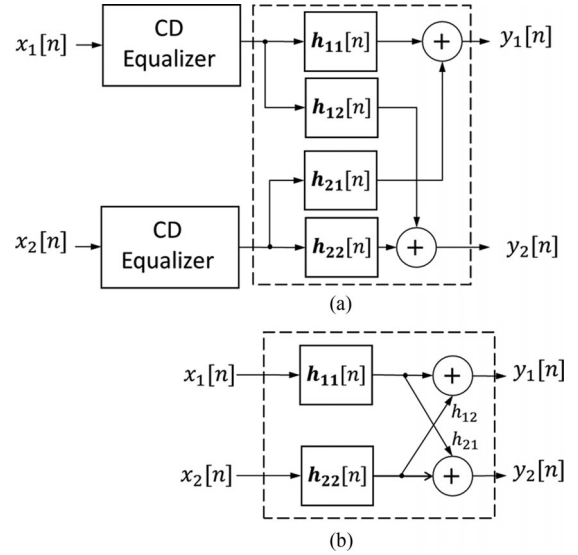 x₁[n]
CD
Equalizer
h₁₁[n]
+
y₁[n]
h₁₂[n]
h₂₁[n]
x₂[n]
CD
Equalizer
h₂₂[n]
+
y₂[n]
(a)
x₁[n]
h₁₁[n]
+
y₁[n]
h₁₂
h₂₁
x₂[n]
h₂₂[n]
+
y₂[n]
(b)